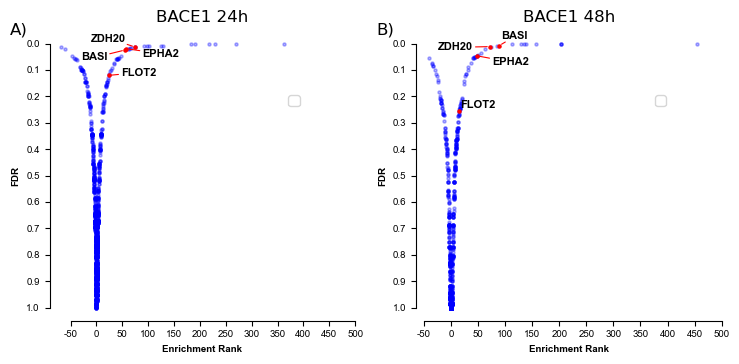 BACE1 24h
A)
0.0
0.1
0.2
0.3
0.4
0.5
0.6
0.7
0.8
0.9
1.0
FDR
ZDH20
BASI
EPHA2
FLOT2
-50 0 50 100 150 200 250 300 350 400 450 500
Enrichment Rank
BACE1 48h
B)
0.0
0.1
0.2
0.3
0.4
0.5
0.6
0.7
0.8
0.9
1.0
FDR
BASI
ZDH20
EPHA2
FLOT2
-50 0 50 100 150 200 250 300 350 400 450 500
Enrichment Rank